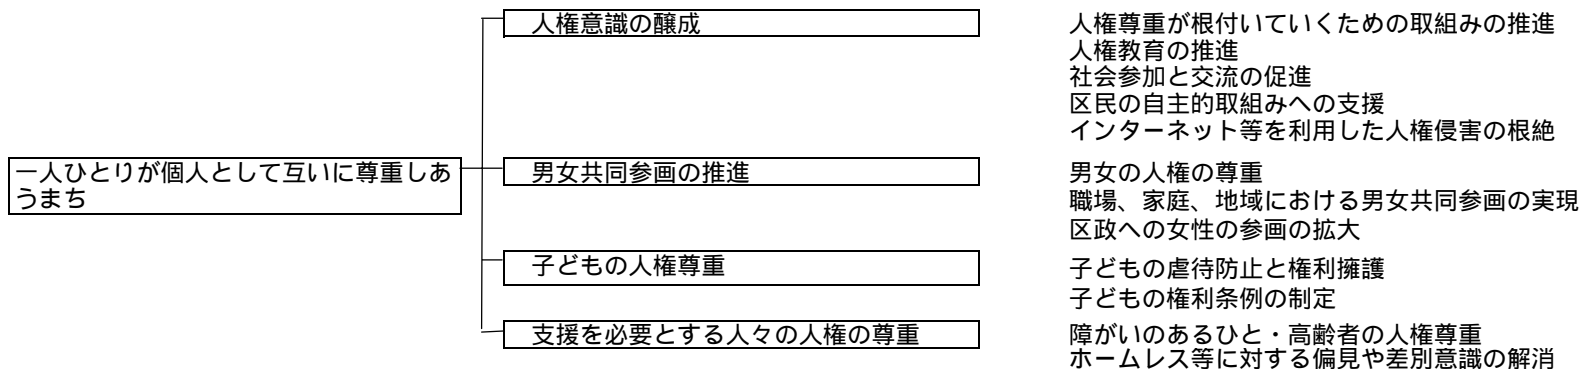 一人ひとりが個人として互いに尊重しあ
うまち
人権意識の醸成
人権尊重が根付いていくための取組みの推進
人権教育の推進
社会参加と交流の促進
区民の自主的取組みへの支援
インターネット等を利用した人権侵害の根絶
男女共同参画の推進
男女の人権の尊重
職場、家庭、地域における男女共同参画の実現
区政への女性の参画の拡大
子どもの人権尊重
子どもの虐待防止と権利擁護
子どもの権利条例の制定
支援を必要とする人々の人権の尊重
障がいのあるひと・高齢者の人権尊重
ホームレス等に対する偏見や差別意識の解消